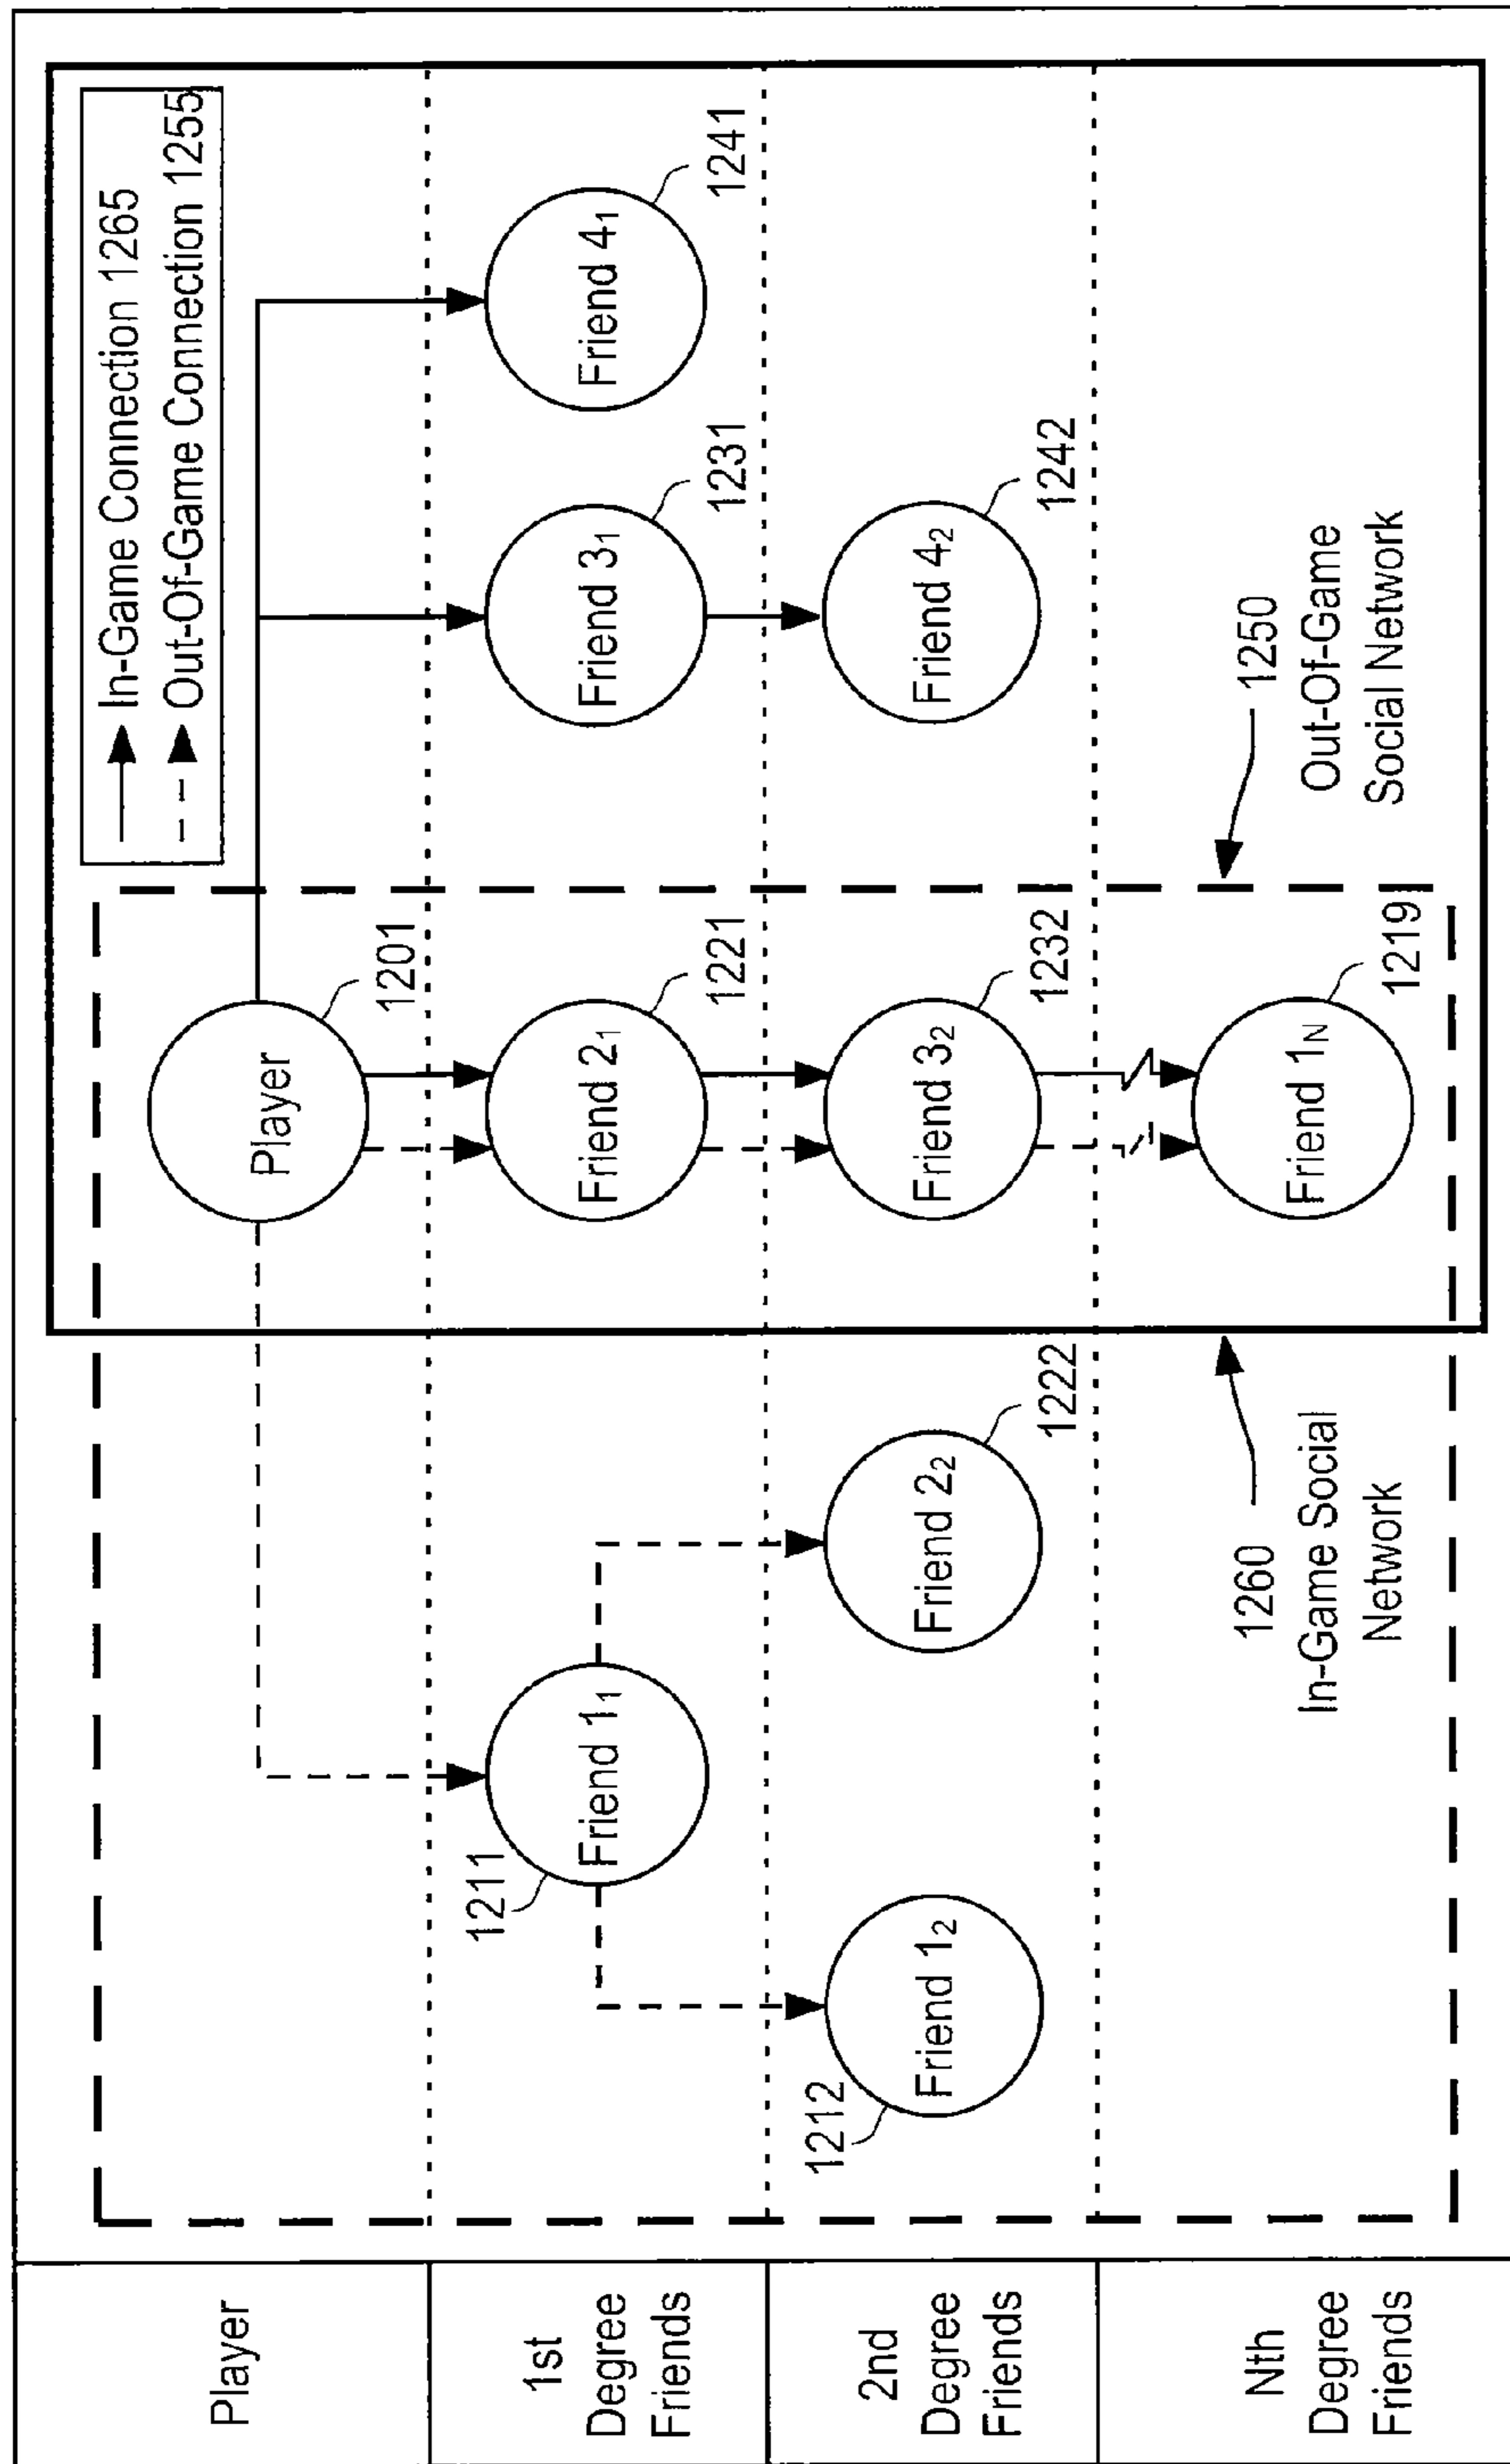 Player
1st
Degree
Friends
2nd
Degree
Friends
Nth
Degree
Friends
In-Game Connection 1265
Out-Of-Game Connection 1255
Player
1201
1211
Friend 1₁
Friend 2₁
1221
Friend 3₁
1231
Friend 4₁
1241
1212
Friend 1₂
Friend 2₂
1222
Friend 3₂
1232
Friend 4₂
1242
1260
In-Game Social
Network
Friend 1N
1219
1250
Out-Of-Game
Social Network